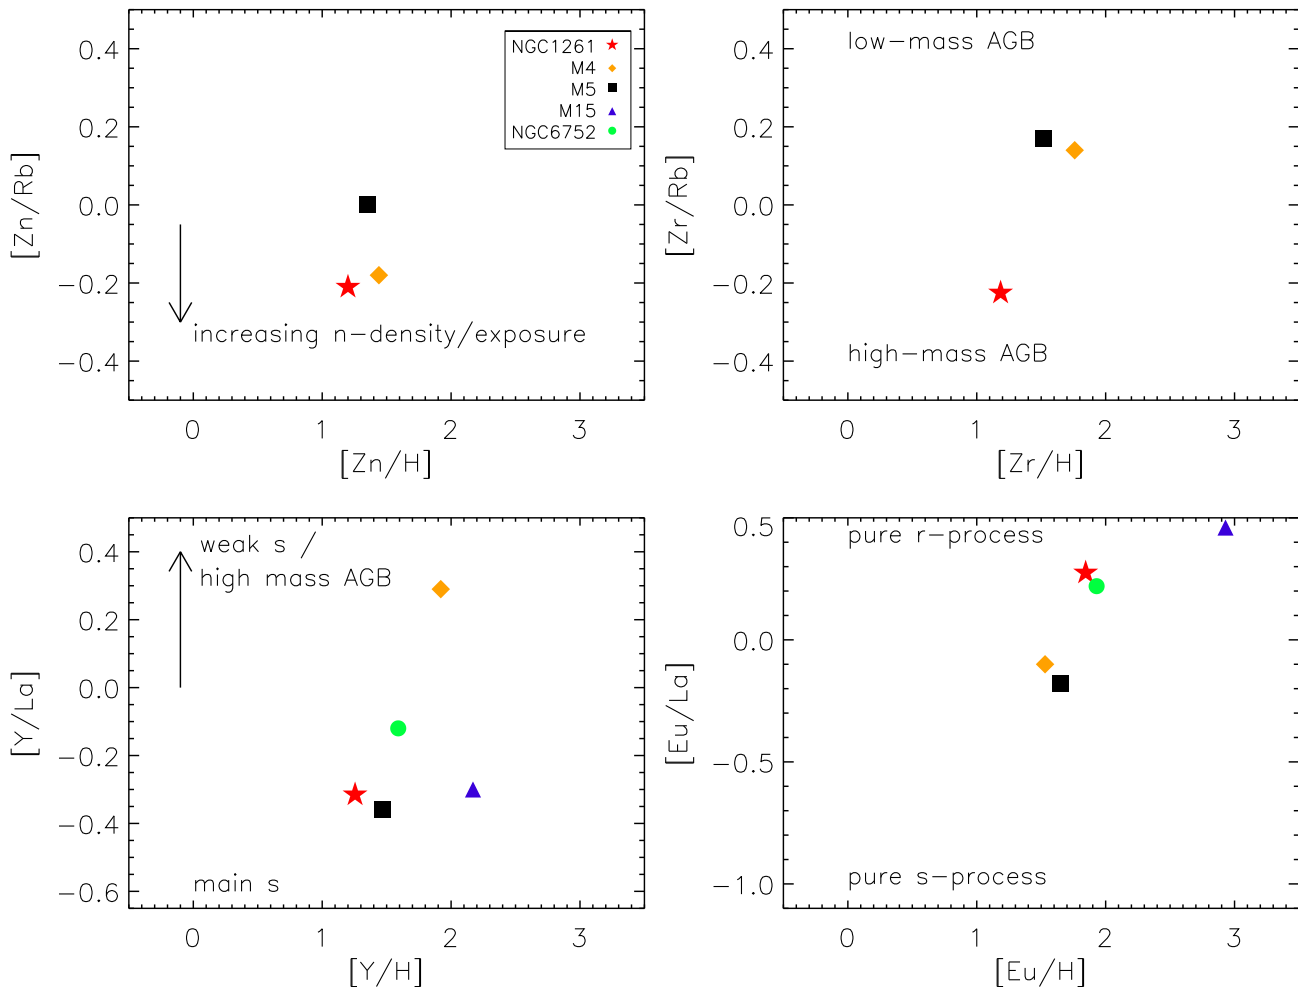 0.4
0.2
0.0
−0.2
−0.4
[Zn/Rb]
NGC1261
M4
M5
M15
NGC6752
increasing n−density/exposure
0 1 2 3
[Zn/H]
0.4
0.2
0.0
−0.2
−0.4
[Zr/Rb]
low−mass AGB
high−mass AGB
0 1 2 3
[Zr/H]
0.4
0.2
0.0
−0.2
−0.4
−0.6
[Y/La]
weak s /
high mass AGB
main s
0 1 2 3
[Y/H]
0.5
0.0
−0.5
−1.0
[Eu/La]
pure r−process
pure s−process
0 1 2 3
[Eu/H]